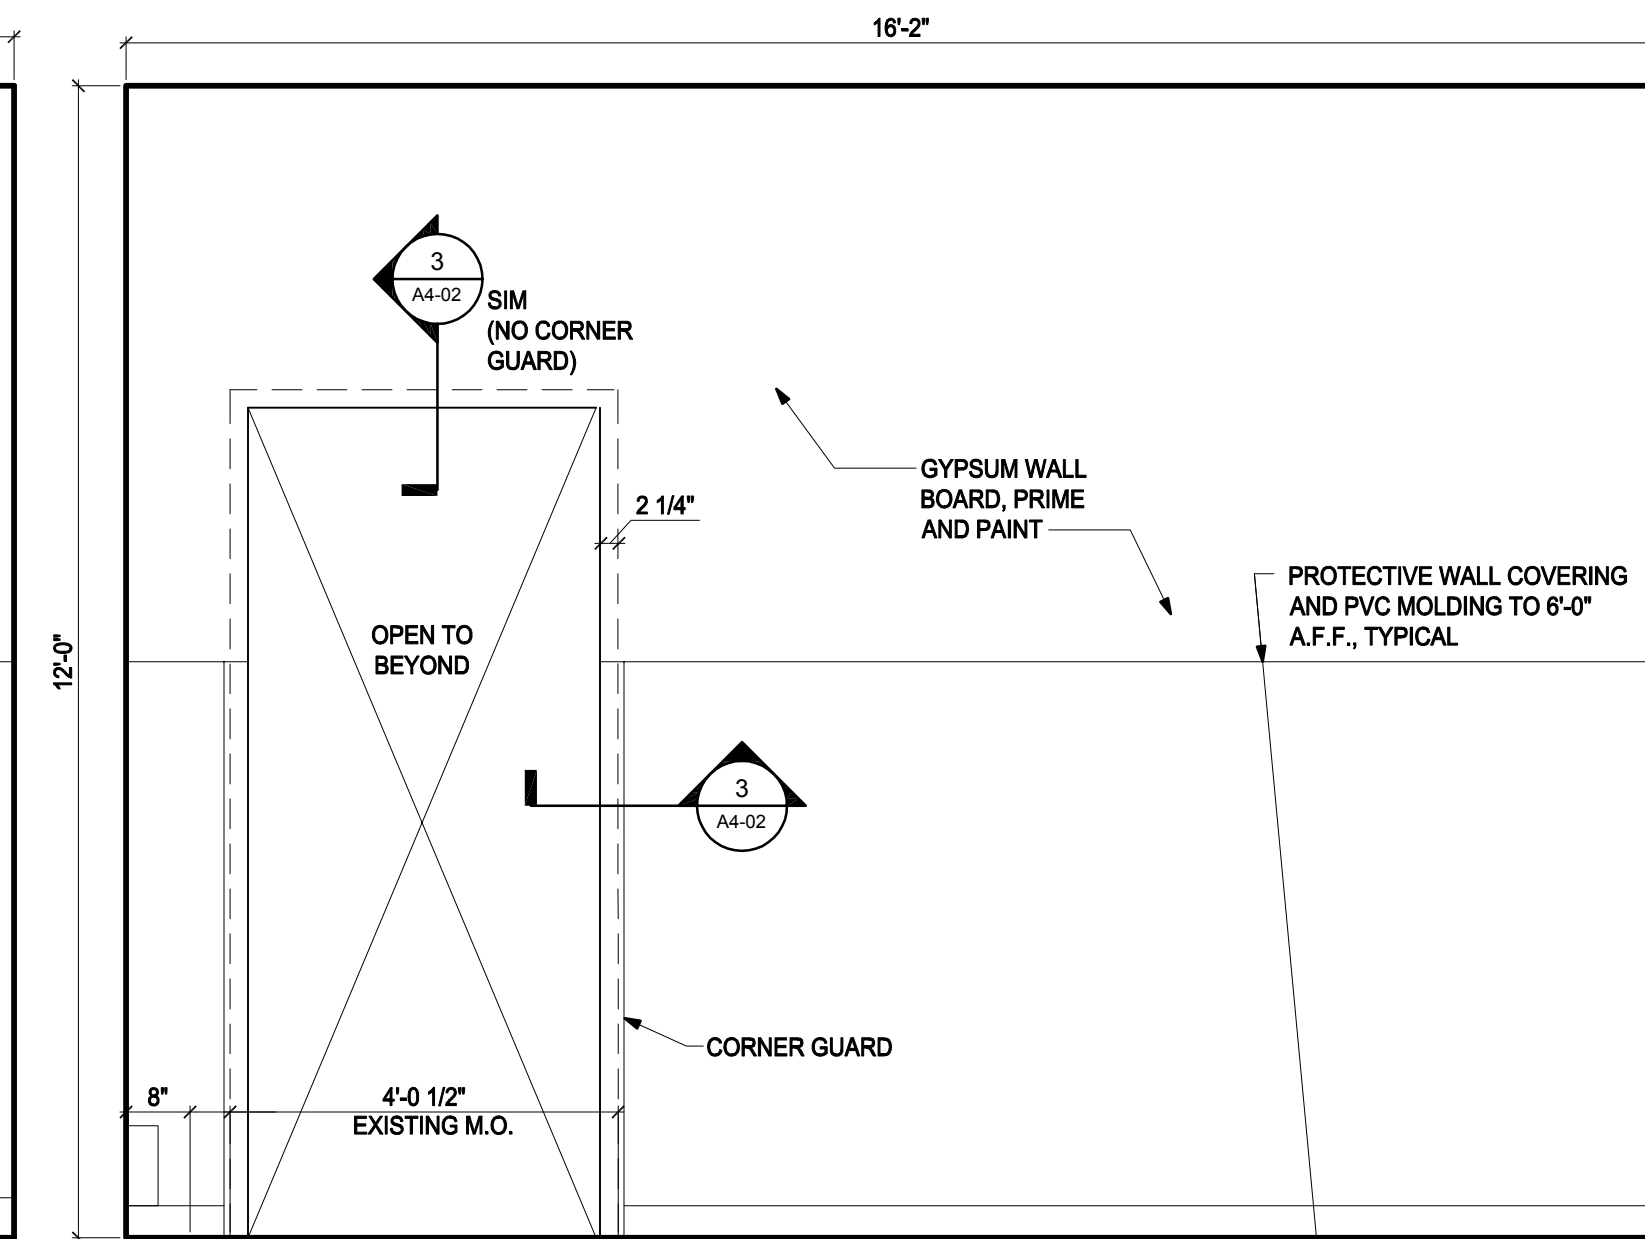 16'-2"
3
A4-02
SIM
(NO CORNER
GUARD)
GYPSUM WALL
BOARD, PRIME
AND PAINT
2 1/4"
PROTECTIVE WALL COVERING
AND PVC MOLDING TO 6'-0"
A.F.F., TYPICAL
12'-0"
OPEN TO
BEYOND
3
A4-02
CORNER GUARD
8"
4'-0 1/2"
EXISTING M.O.